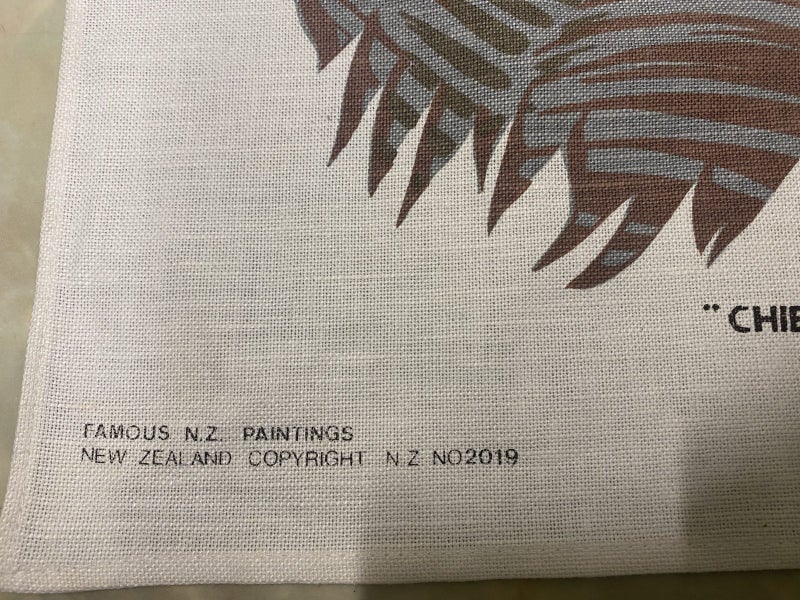 " CHIE
FAMOUS N.Z. PAINTINGS
NEW ZEALAND COPYRIGHT N Z NO2019